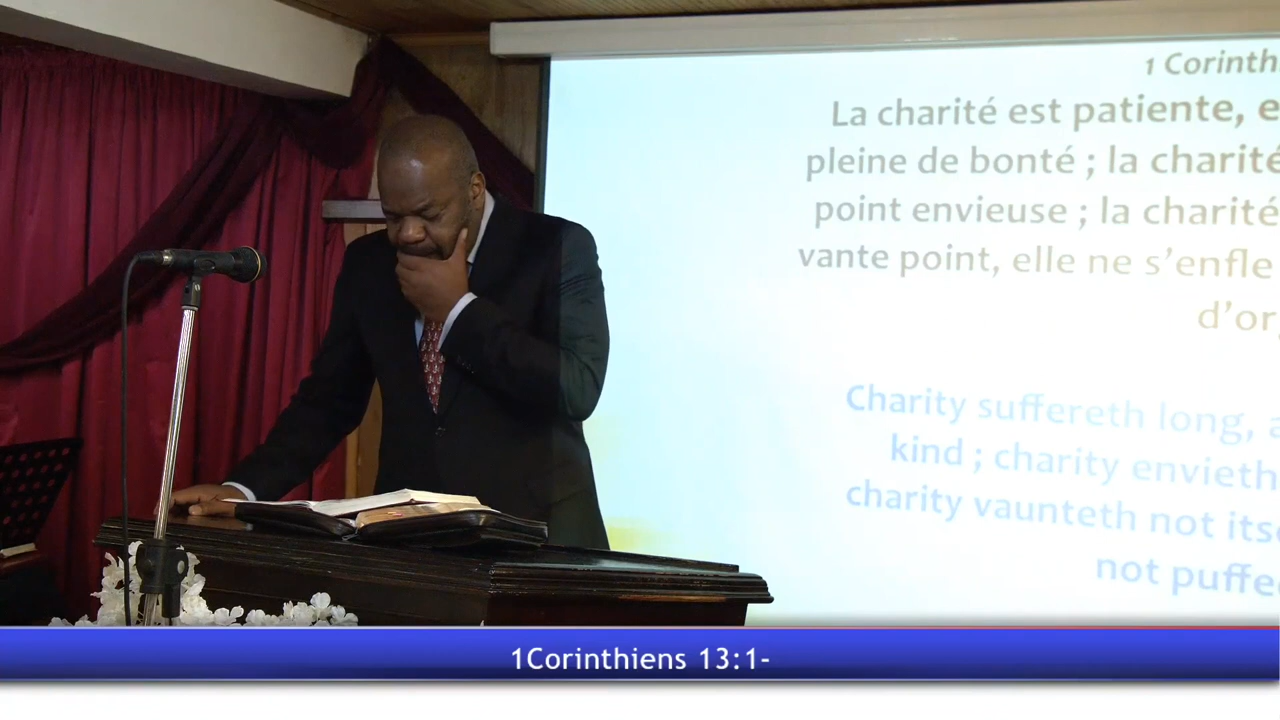 1 Corinth
La charité est patiente, e
pleine de bonté ; la charité
point envieuse ; la charité
vante point, elle ne s’enfle
d’or
Charity suffereth long, a
kind ; charity envieth
charity vaunteth not its
not puffe
1Corinthiens 13:1-